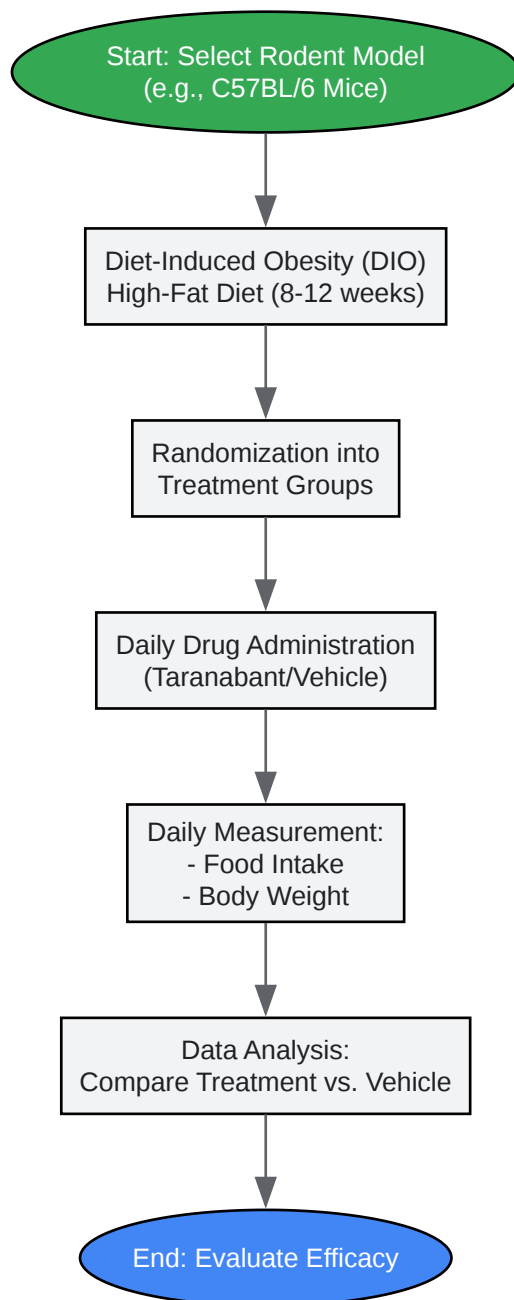 Start: Select Rodent Model
(e.g., C57BL/6 Mice)
Diet-Induced Obesity (DIO)
High-Fat Diet (8-12 weeks)
Randomization into
Treatment Groups
Daily Drug Administration
(Taranabant/Vehicle)
Daily Measurement:
- Food Intake
- Body Weight
Data Analysis:
Compare Treatment vs. Vehicle
End: Evaluate Efficacy